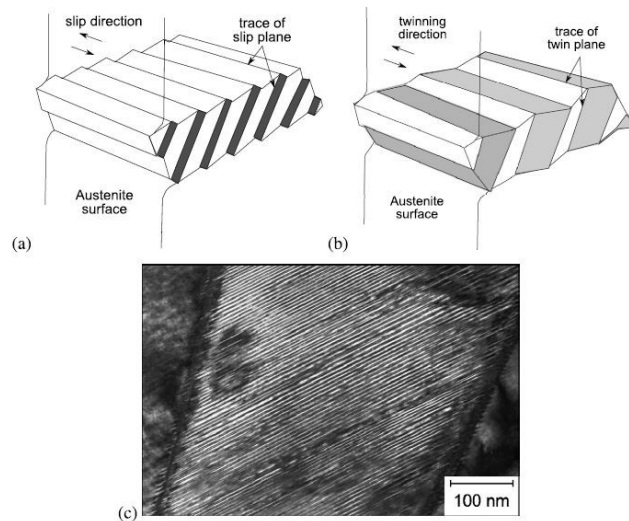 slip direction
trace of
slip plane
Austenite
surface
(a)
twinning
direction
trace of
twin plane
Austenite
surface
(b)
100 nm
(c)